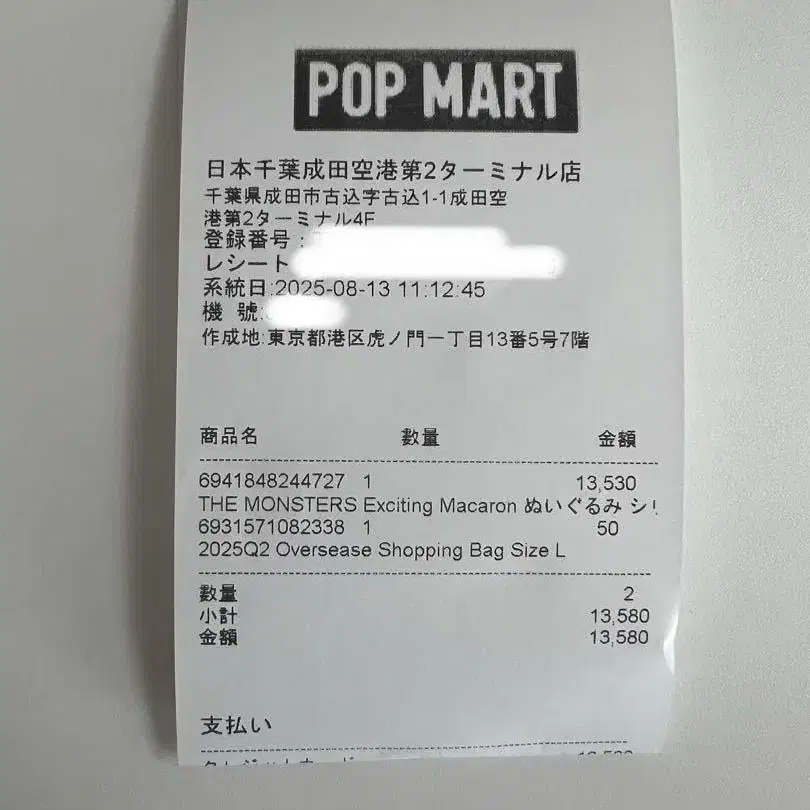 POP MART
日本千葉成田空港第2ターミナル店
千葉県成田市古込字古込1-1成田空
港第2ターミナル4F
登録番号:
レシート
系統日:2025-08-13 11:12:45
機 號:
作成地:東京都港区虎ノ門一丁目13番5号7階
商品名 數量 金額
6941848244727 1 13,530
THE MONSTERS Exciting Macaron ぬいぐるみ シリ
6931571082338 1 50
2025Q2 Oversease Shopping Bag Size L
數量 2
小計 13,580
金額 13,580
支払い